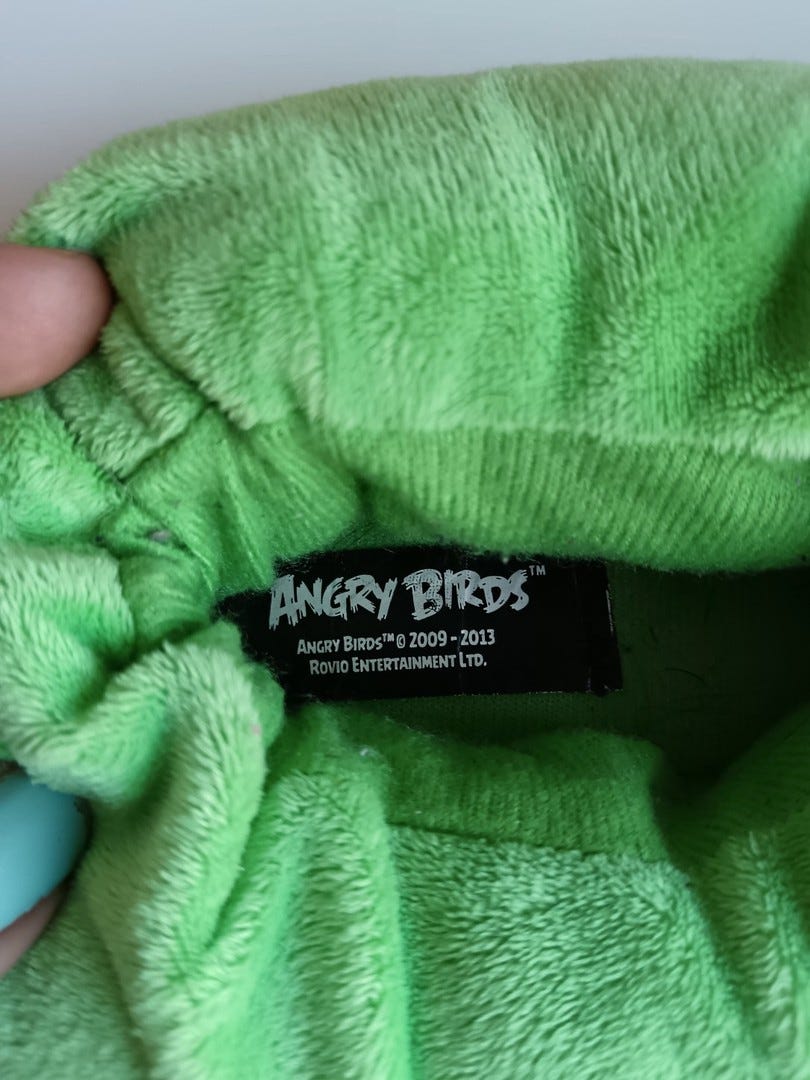 ANGRY BIRDS™
ANGRY BIRDS™ © 2009 - 2013
ROVIO ENTERTAINMENT LTD.